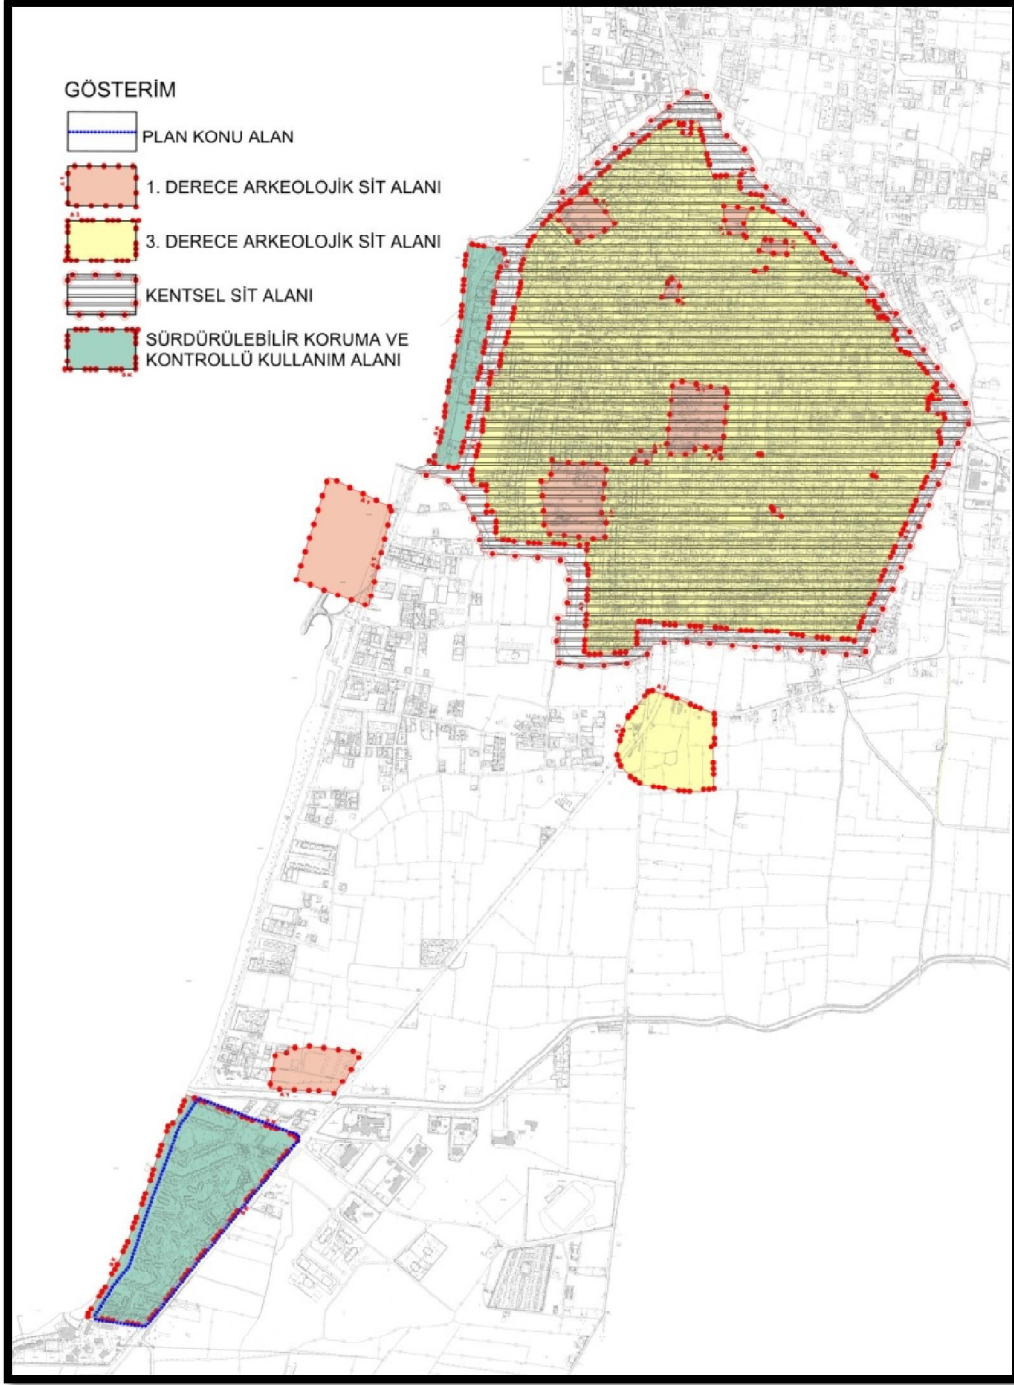 GÖSTERİM
PLAN KONU ALAN
1. DERECE ARKEOLOJİK SİT ALANI
3. DERECE ARKEOLOJİK SİT ALANI
KENTSEL SİT ALANI
SÜRDÜRÜLEBİLİR KORUMA VE
KONTROLLÜ KULLANIM ALANI